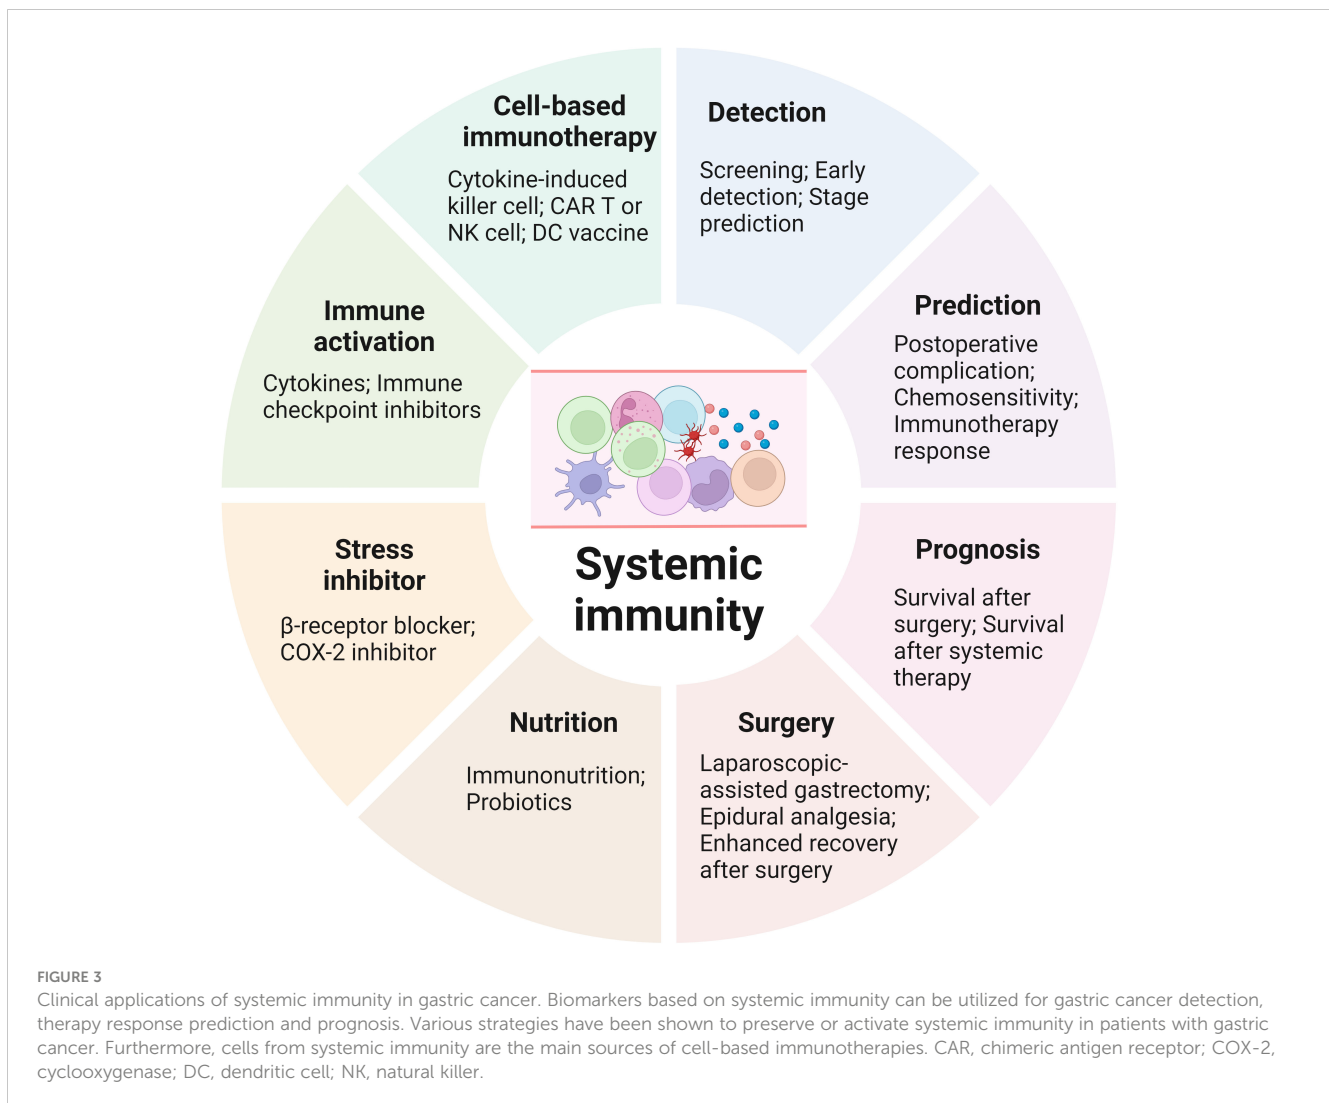 Cell-based
immunotherapy
Cytokine-induced
killer cell; CAR T or
NK cell; DC vaccine
Detection
Screening; Early
detection; Stage
prediction
Prediction
Postoperative
complication;
Chemosensitivity;
Immunotherapy
response
Prognosis
Survival after
surgery; Survival
after systemic
therapy
Surgery
Laparoscopic-
assisted gastrectomy;
Epidural analgesia;
Enhanced recovery
after surgery
Nutrition
Immunonutrition;
Probiotics
Stress
inhibitor
β-receptor blocker;
COX-2 inhibitor
Immune
activation
Cytokines; Immune
checkpoint inhibitors
Systemic
immunity
FIGURE 3
Clinical applications of systemic immunity in gastric cancer. Biomarkers based on systemic immunity can be utilized for gastric cancer detection,
therapy response prediction and prognosis. Various strategies have been shown to preserve or activate systemic immunity in patients with gastric
cancer. Furthermore, cells from systemic immunity are the main sources of cell-based immunotherapies. CAR, chimeric antigen receptor; COX-2,
cyclooxygenase; DC, dendritic cell; NK, natural killer.